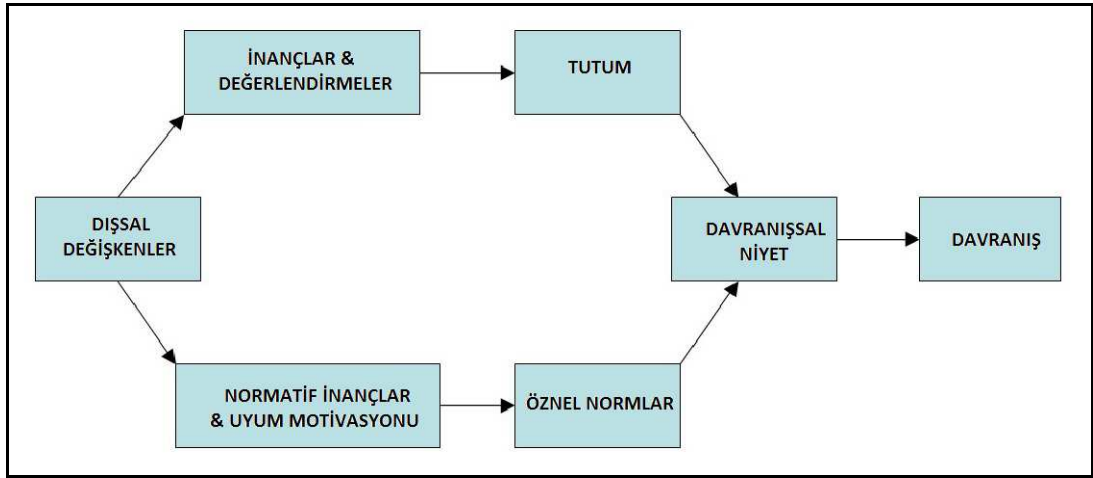 İNANÇLAR &
DEĞERLENDİRMELER
TUTUM
DIŞSAL
DEĞİŞKENLER
DAVRANIŞSAL
NİYET
DAVRANIŞ
NORMATİF İNANÇLAR
& UYUM MOTİVASYONU
ÖZNEL NORMLAR